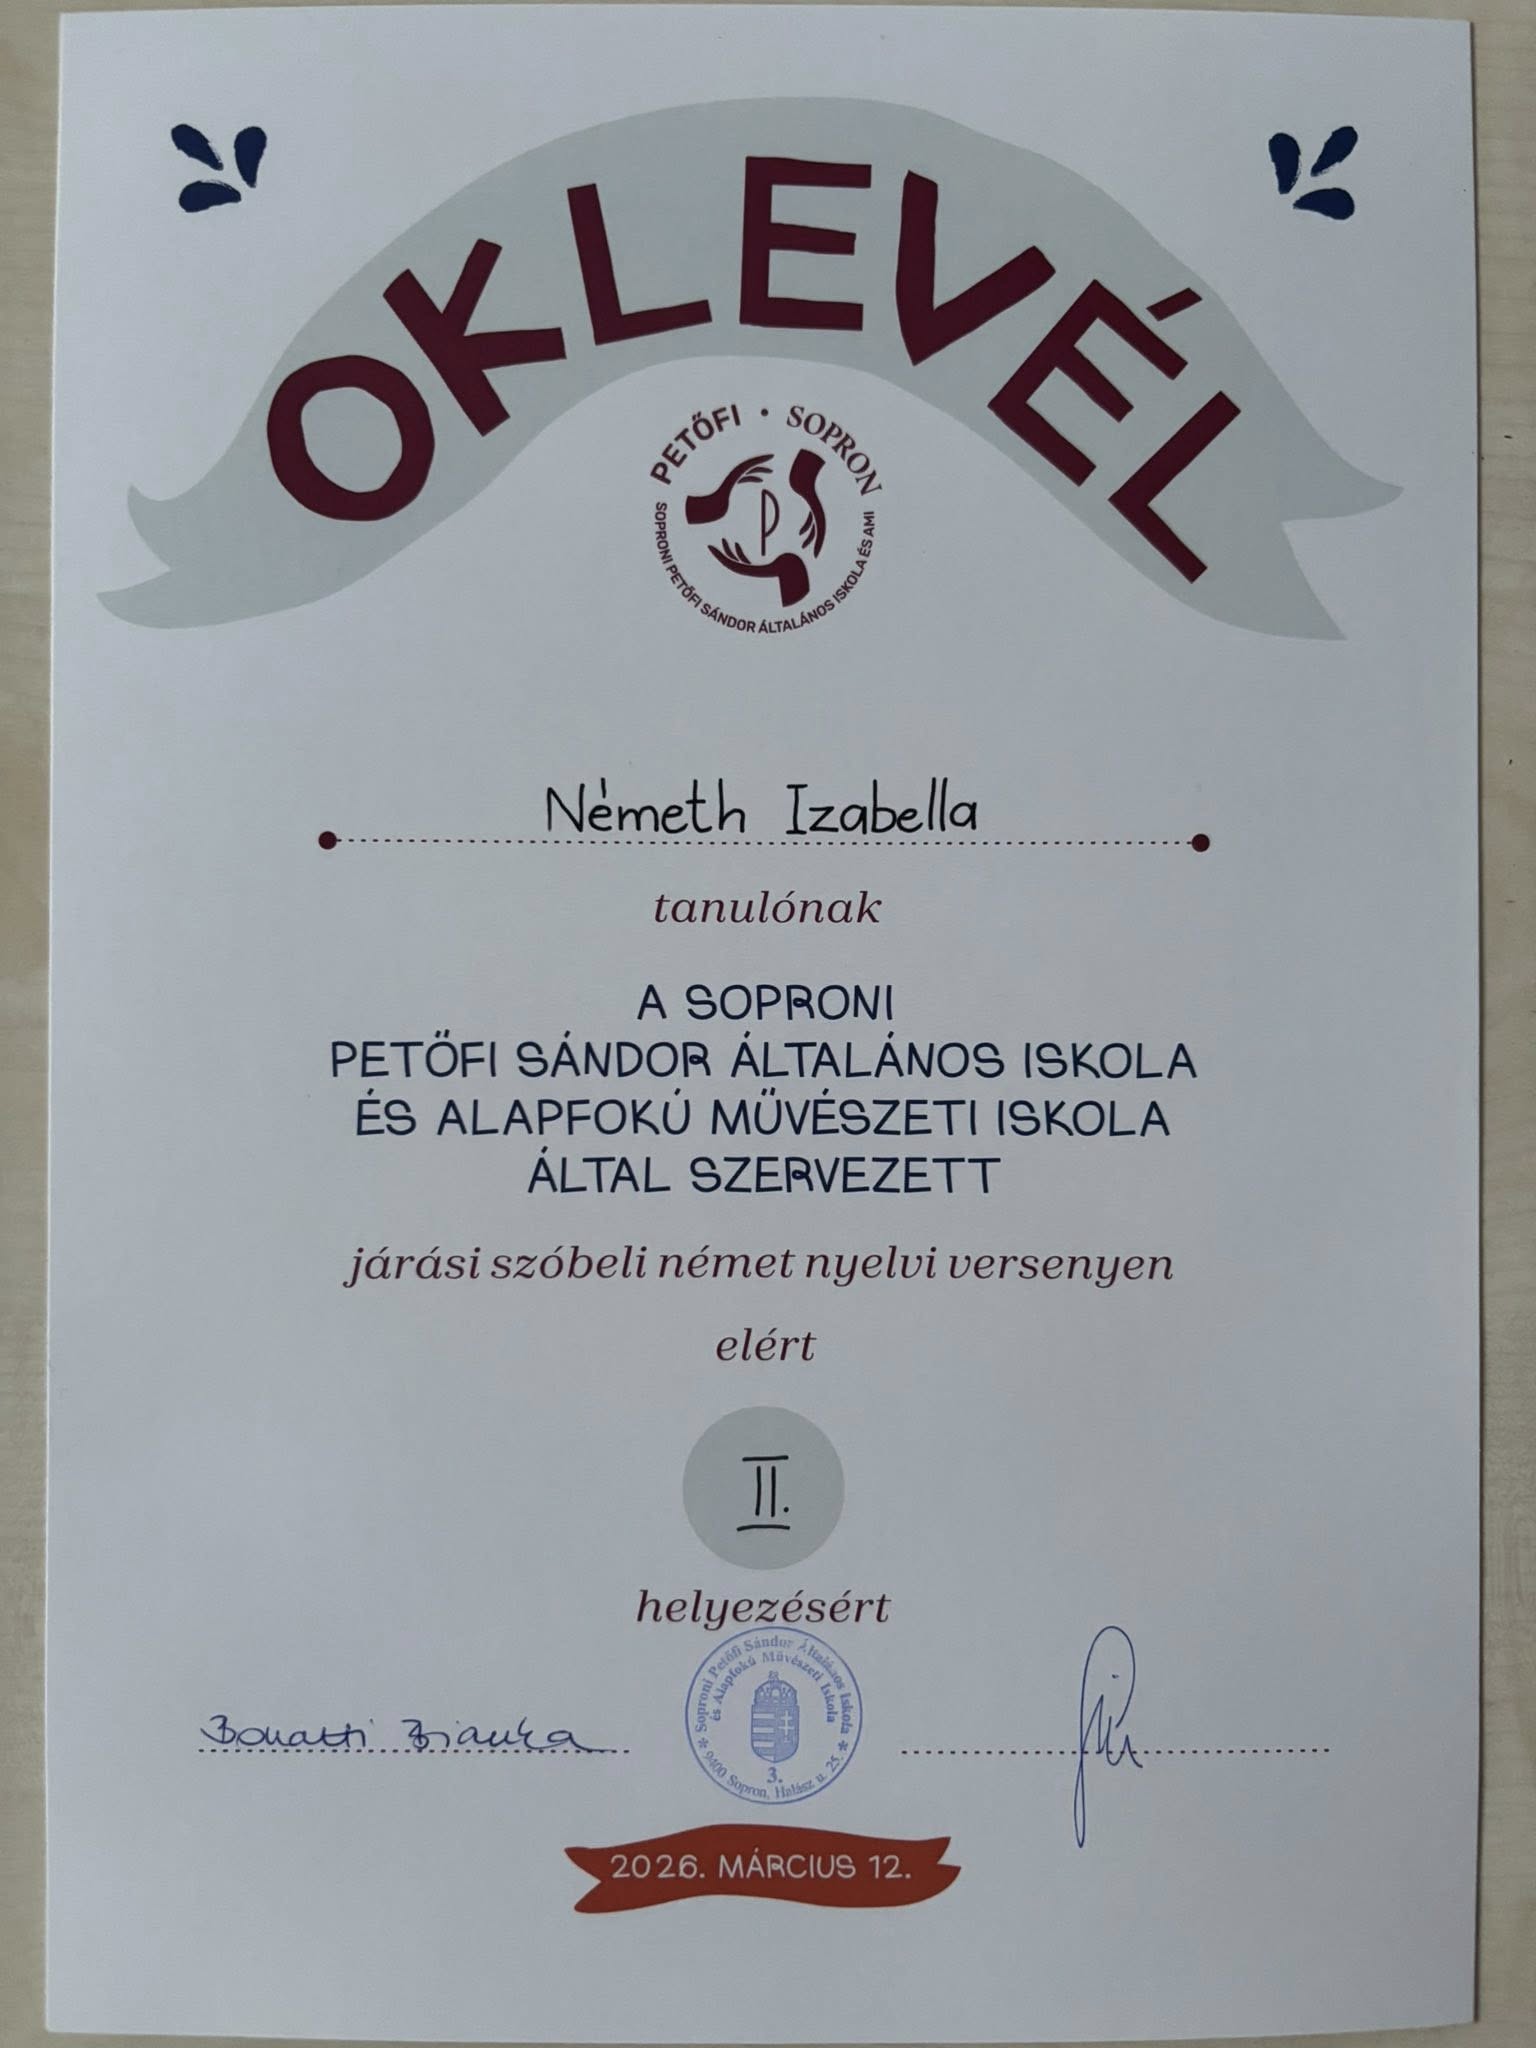 OKLEVÉL
PETŐFI · SOPRON
SOPRONI PETŐFI SÁNDOR ÁLTALÁNOS ISKOLA ÉS AMI
P
Németh Izabella
tanulónak
A SOPRONI
PETŐFI SÁNDOR ÁLTALÁNOS ISKOLA
ÉS ALAPFOKÚ MŰVÉSZETI ISKOLA
ÁLTAL SZERVEZETT
járási szóbeli német nyelvi versenyen
elért
II.
helyezésért
Soproni Petőfi Sándor Általános Iskola
és Alapfokú Művészeti Iskola
3.
* 9400 Sopron, Halász u. 25. *
Bonatti Bianka
2026. MÁRCIUS 12.